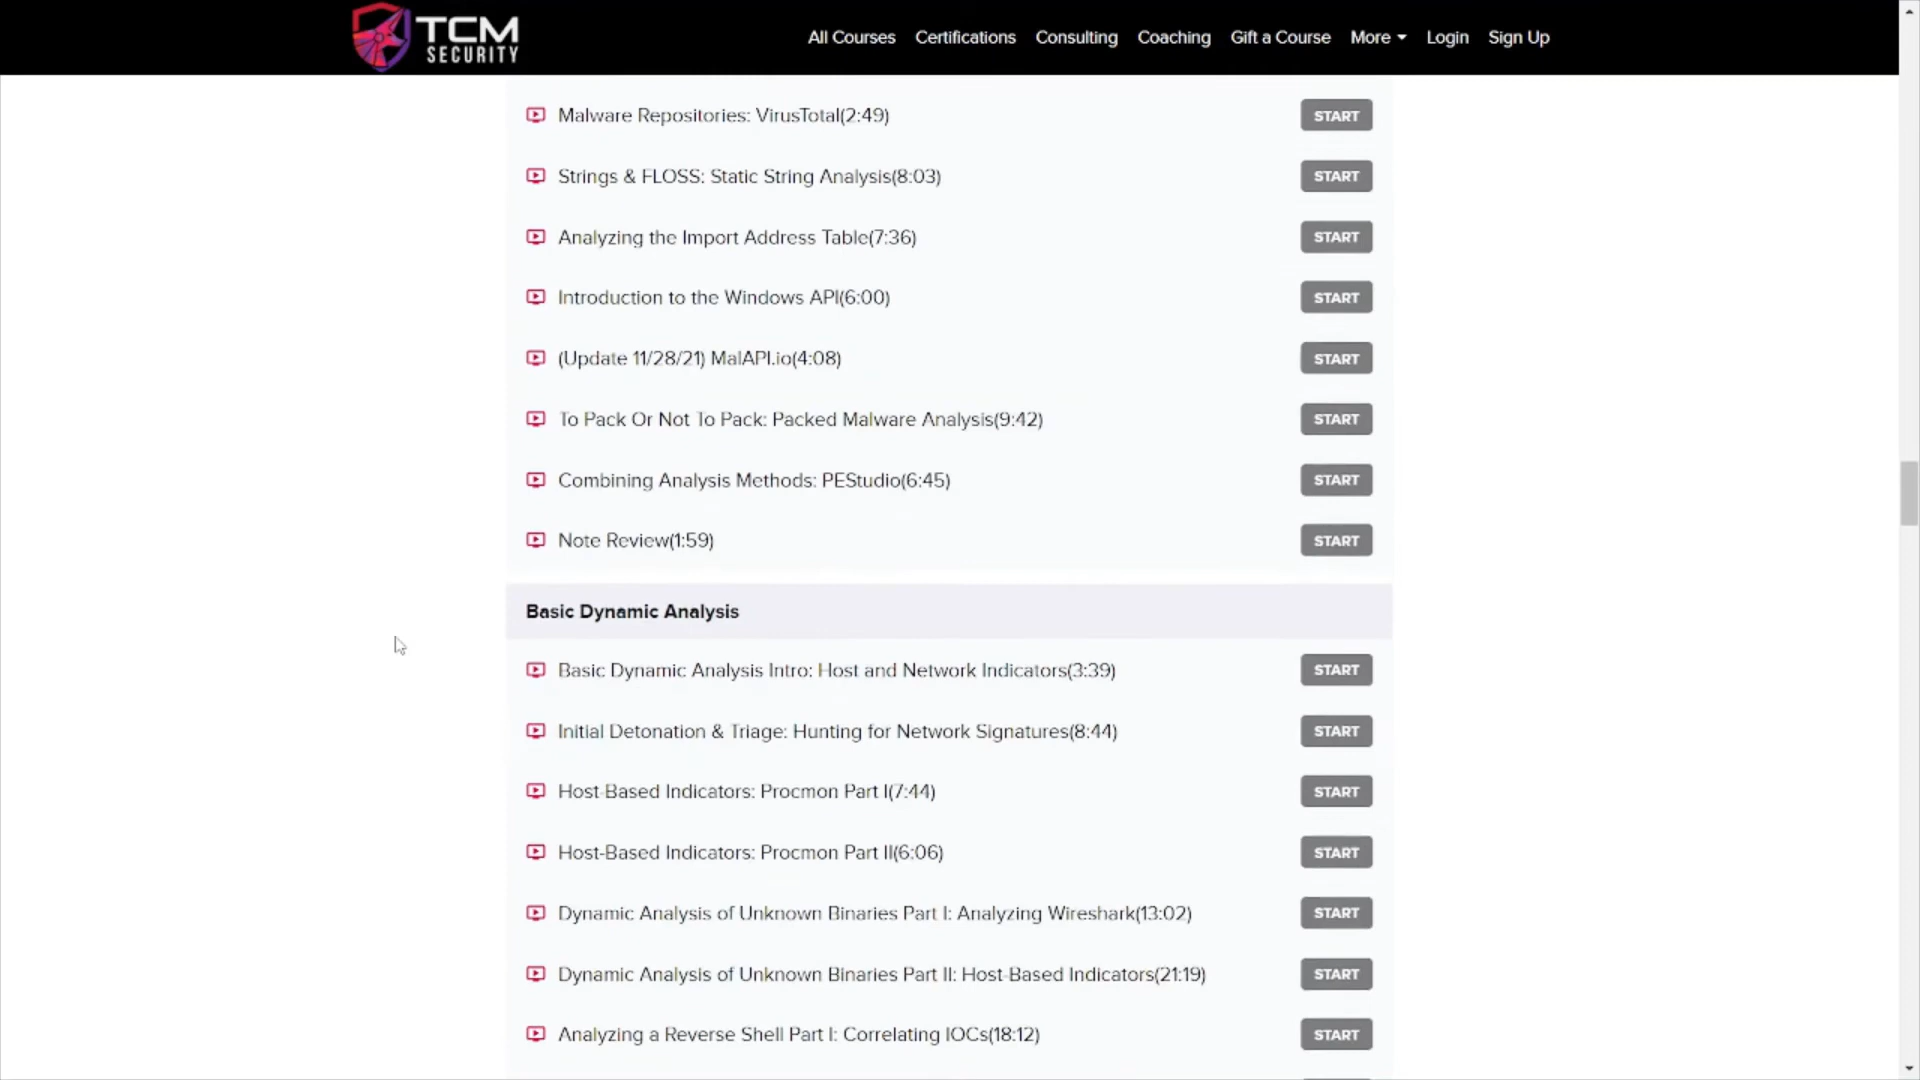 TCM
SECURITY
All Courses Certifications Consulting Coaching Gift a Course More Login Sign Up
Malware Repositories: VirusTotal(2:49) START
Strings & FLOSS: Static String Analysis(8:03) START
Analyzing the Import Address Table(7:36) START
Introduction to the Windows API(6:00) START
(Update 11/28/21) MalAPI.io(4:08) START
To Pack Or Not To Pack: Packed Malware Analysis(9:42) START
Combining Analysis Methods: PEStudio(6:45) START
Note Review(1:59) START
Basic Dynamic Analysis
Basic Dynamic Analysis Intro: Host and Network Indicators(3:39) START
Initial Detonation & Triage: Hunting for Network Signatures(8:44) START
Host-Based Indicators: Procmon Part I(7:44) START
Host-Based Indicators: Procmon Part II(6:06) START
Dynamic Analysis of Unknown Binaries Part I: Analyzing Wireshark(13:02) START
Dynamic Analysis of Unknown Binaries Part II: Host-Based Indicators(21:19) START
Analyzing a Reverse Shell Part I: Correlating IOCs(18:12) START